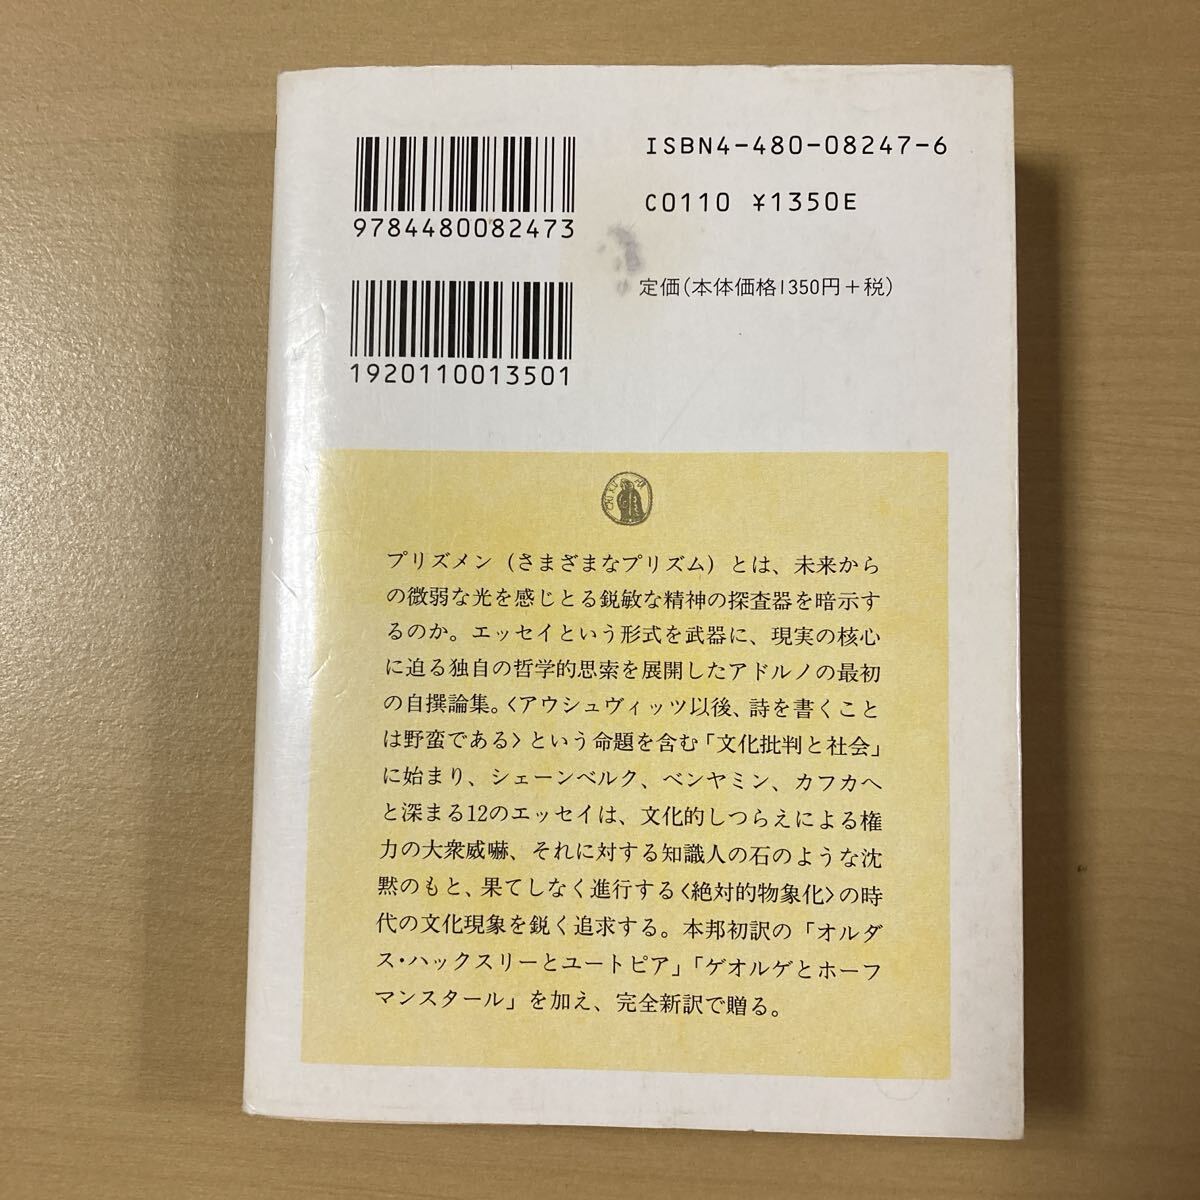 ISBN4-480-08247-6
C0110 ¥1350E
9784480082473
定価(本体価格1350円+税)
1920110013501
CHIKUMA
プリズメン(さまざまなプリズム)とは、未来から
の微弱な光を感じとる鋭敏な精神の探査器を暗示す
るのか。エッセイという形式を武器に、現実の核心
に迫る独自の哲学的思索を展開したアドルノの最初
の自撰論集。〈アウシュヴィッツ以後、詩を書くこと
は野蛮である〉という命題を含む「文化批判と社会」
に始まり、シェーンベルク、ベンヤミン、カフカへ
と深まる12のエッセイは、文化的しつらえによる権
力の大衆威嚇、それに対する知識人の石のような沈
黙のもと、果てしなく進行する〈絶対的物象化〉の時
代の文化現象を鋭く追求する。本邦初訳の「オルダ
ス・ハックスリーとユートピア」「ゲオルゲとホーフ
マンスタール」を加え、完全新訳で贈る。